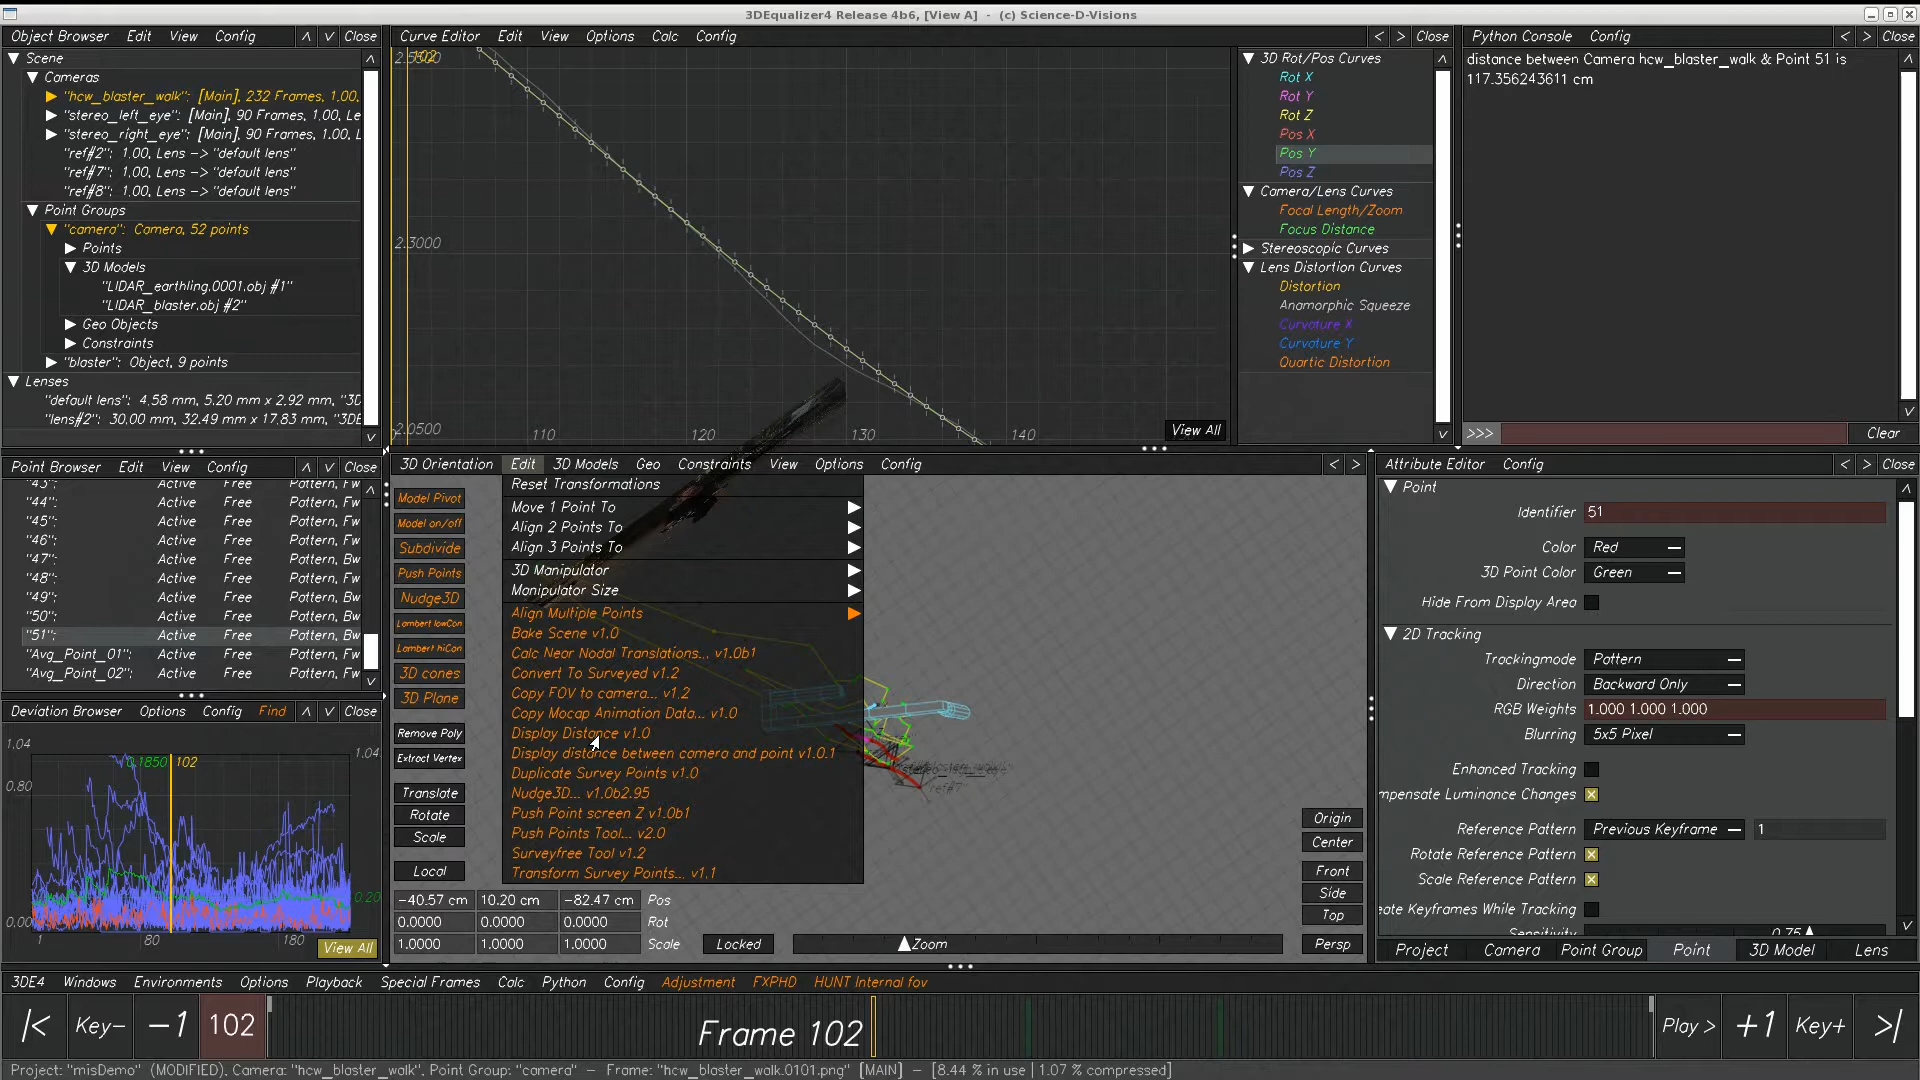 3DEqualizer4 Release 4b6, [View A]  -  (c) Science-D-Visions
Object Browser Edit View Config Close
Scene
Cameras
"hcw_blaster_walk": [Main], 232 Frames, 1.00,
"stereo_left_eye": [Main], 90 Frames, 1.00, Le
"stereo_right_eye": [Main], 90 Frames, 1.00, L
"ref#2": 1.00, Lens -> "default lens"
"ref#7": 1.00, Lens -> "default lens"
"ref#8": 1.00, Lens -> "default lens"
Point Groups
"camera": Camera, 52 points
Points
3D Models
"LIDAR_earthling.0001.obj #1"
"LIDAR_blaster.obj #2"
Geo Objects
Constraints
"blaster": Object, 9 points
Lenses
"default lens": 4.58 mm, 5.20 mm x 2.92 mm, "3D
"lens#2": 30.00 mm, 32.49 mm x 17.83 mm, "3DE
Curve Editor Edit View Options Calc Config < > Close
102
2.3000
2.0500
110 120 130 140
View All
3D Rot/Pos Curves
Rot X
Rot Y
Rot Z
Pos X
Pos Y
Pos Z
Camera/Lens Curves
Focal Length/Zoom
Focus Distance
Stereoscopic Curves
Lens Distortion Curves
Distortion
Anamorphic Squeeze
Curvature X
Curvature Y
Quartic Distortion
Python Console Config < > Close
distance between Camera hcw_blaster_walk & Point 51 is
117.356243611 cm
>>> Clear
Point Browser Edit View Config Close
"43": Active Free Pattern, Fw
"44": Active Free Pattern, Fw
"45": Active Free Pattern, Fw
"46": Active Free Pattern, Fw
"47": Active Free Pattern, Bw
"48": Active Free Pattern, Fw
"49": Active Free Pattern, Fw
"50": Active Free Pattern, Fw
"51": Active Free Pattern, Bw
"Avg_Point_01": Active Free Pattern, Fw
"Avg_Point_02": Active Free Pattern, Fw
Deviation Browser Options Config Find Close
1.04 1.04
0.1850 102
0.80
0.20
0.00
1 80 180
View All
3D Orientation Edit 3D Models Geo Constraints View Options Config < >
Model Pivot
Model on/off
Subdivide
Push Points
Nudge3D
Lambert lowCon
Lambert hiCon
3D cones
3D Plane
Remove Poly
Extract Vertex
Translate
Rotate
Scale
Local
Reset Transformations
Move 1 Point To
Align 2 Points To
Align 3 Points To
3D Manipulator
Manipulator Size
Align Multiple Points
Bake Scene v1.0
Calc Near Nodal Translations... v1.0b1
Convert To Surveyed v1.2
Copy FOV to camera... v1.2
Copy Mocap Animation Data... v1.0
Display Distance v1.0
Display distance between camera and point v1.0.1
Duplicate Survey Points v1.0
Nudge3D... v1.0b2.95
Push Point screen Z v1.0b1
Push Points Tool... v2.0
Surveyfree Tool v1.2
Transform Survey Points... v1.1
ref#
Origin
Center
Front
Side
Top
Persp
-40.57 cm 10.20 cm -82.47 cm Pos
0.0000 0.0000 0.0000 Rot
1.0000 1.0000 1.0000 Scale
Locked
Zoom
Attribute Editor Config < > Close
Point
Identifier 51
Color Red
3D Point Color Green
Hide From Display Area
2D Tracking
Trackingmode Pattern
Direction Backward Only
RGB Weights 1.000 1.000 1.000
Blurring 5x5 Pixel
Enhanced Tracking
mpensate Luminance Changes
Reference Pattern Previous Keyframe 1
Rotate Reference Pattern
Scale Reference Pattern
eate Keyframes While Tracking
Sensitivity 0.75
Project Camera Point Group Point 3D Model Lens
3DE4 Windows Environments Options Playback Special Frames Calc Python Config Adjustment FXPHD HUNT Internal fov
|< Key- -1 102 Frame 102 Play > +1 Key+ >|
Project: "misDemo"  (MODIFIED), Camera: "hcw_blaster_walk", Point Group: "camera"  -  Frame: "hcw_blaster_walk.0101.png"  [MAIN]  -  [8.44 % in use | 1.07 % compressed]